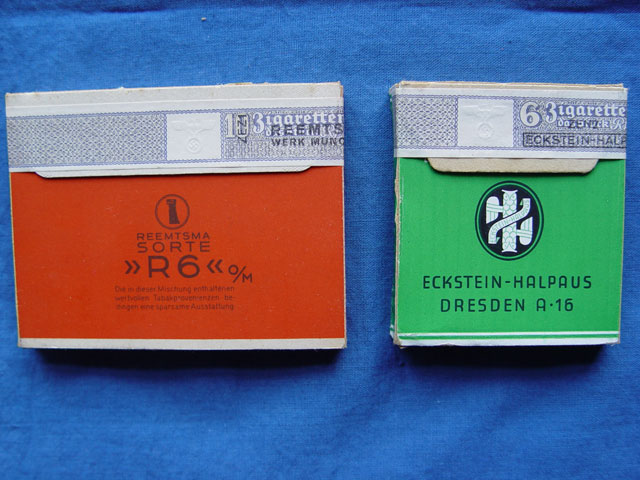 Zigaretten
REEMTS
WERK MÜNC
REEMTSMA
SORTE
»R6« o/M
Die in dieser Mischung enthaltenen
wertvollen Tabakprovenienzen be-
dingen eine sparsame Ausstattung
6 Zigaretten
ECKSTEIN-HALP
ECKSTEIN-HALPAUS
DRESDEN A·16